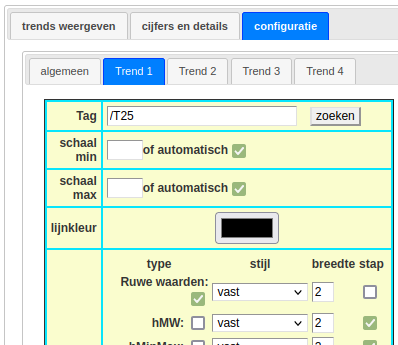 trends weergeven cijfers en details configuratie
algemeen Trend 1 Trend 2 Trend 3 Trend 4
Tag /T25 zoeken
schaal min of automatisch
schaal max of automatisch
lijnkleur
type stijl breedte stap
Ruwe waarden: vast 2
hMW: vast 2
hMinMax: vast 2